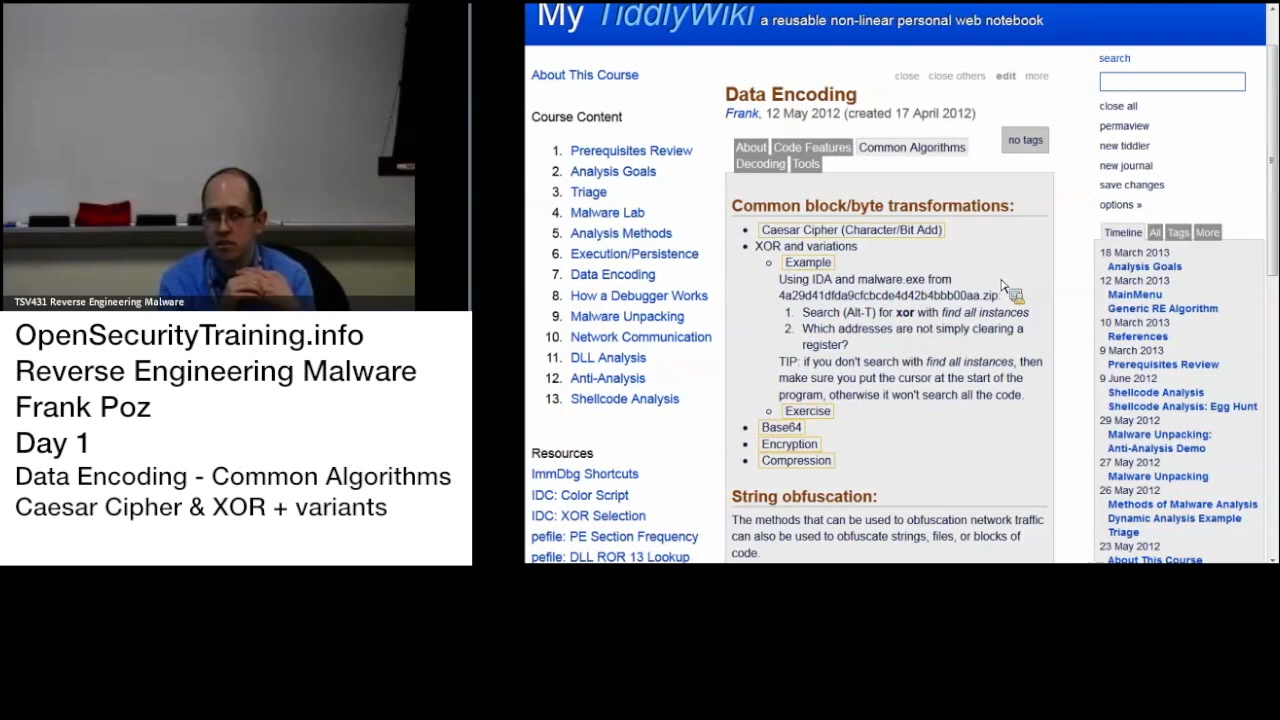 TSV431 Reverse Engineering Malware
OpenSecurityTraining.info
Reverse Engineering Malware
Frank Poz
Day 1
Data Encoding - Common Algorithms
Caesar Cipher & XOR + variants
My TiddlyWiki a reusable non-linear personal web notebook
About This Course
Course Content
1. Prerequisites Review
2. Analysis Goals
3. Triage
4. Malware Lab
5. Analysis Methods
6. Execution/Persistence
7. Data Encoding
8. How a Debugger Works
9. Malware Unpacking
10. Network Communication
11. DLL Analysis
12. Anti-Analysis
13. Shellcode Analysis
Resources
ImmDbg Shortcuts
IDC: Color Script
IDC: XOR Selection
pefile: PE Section Frequency
pefile: DLL ROR 13 Lookup
close close others edit more
Data Encoding
Frank, 12 May 2012 (created 17 April 2012)
no tags
About Code Features Common Algorithms
Decoding Tools
Common block/byte transformations:
• Caesar Cipher (Character/Bit Add)
• XOR and variations
○ Example
Using IDA and malware.exe from
4a29d41dfda9cfcbcde4d42b4bbb00aa.zip:
1. Search (Alt-T) for xor with find all instances
2. Which addresses are not simply clearing a
register?
TIP: if you don't search with find all instances, then
make sure you put the cursor at the start of the
program, otherwise it won't search all the code.
○ Exercise
• Base64
• Encryption
• Compression
String obfuscation:
The methods that can be used to obfuscation network traffic
can also be used to obfuscate strings, files, or blocks of
code.
search
close all
permaview
new tiddler
new journal
save changes
options »
Timeline All Tags More
18 March 2013
Analysis Goals
12 March 2013
MainMenu
Generic RE Algorithm
10 March 2013
References
9 March 2013
Prerequisites Review
9 June 2012
Shellcode Analysis
Shellcode Analysis: Egg Hunt
29 May 2012
Malware Unpacking:
Anti-Analysis Demo
27 May 2012
Malware Unpacking
26 May 2012
Methods of Malware Analysis
Dynamic Analysis Example
Triage
23 May 2012
About This Course